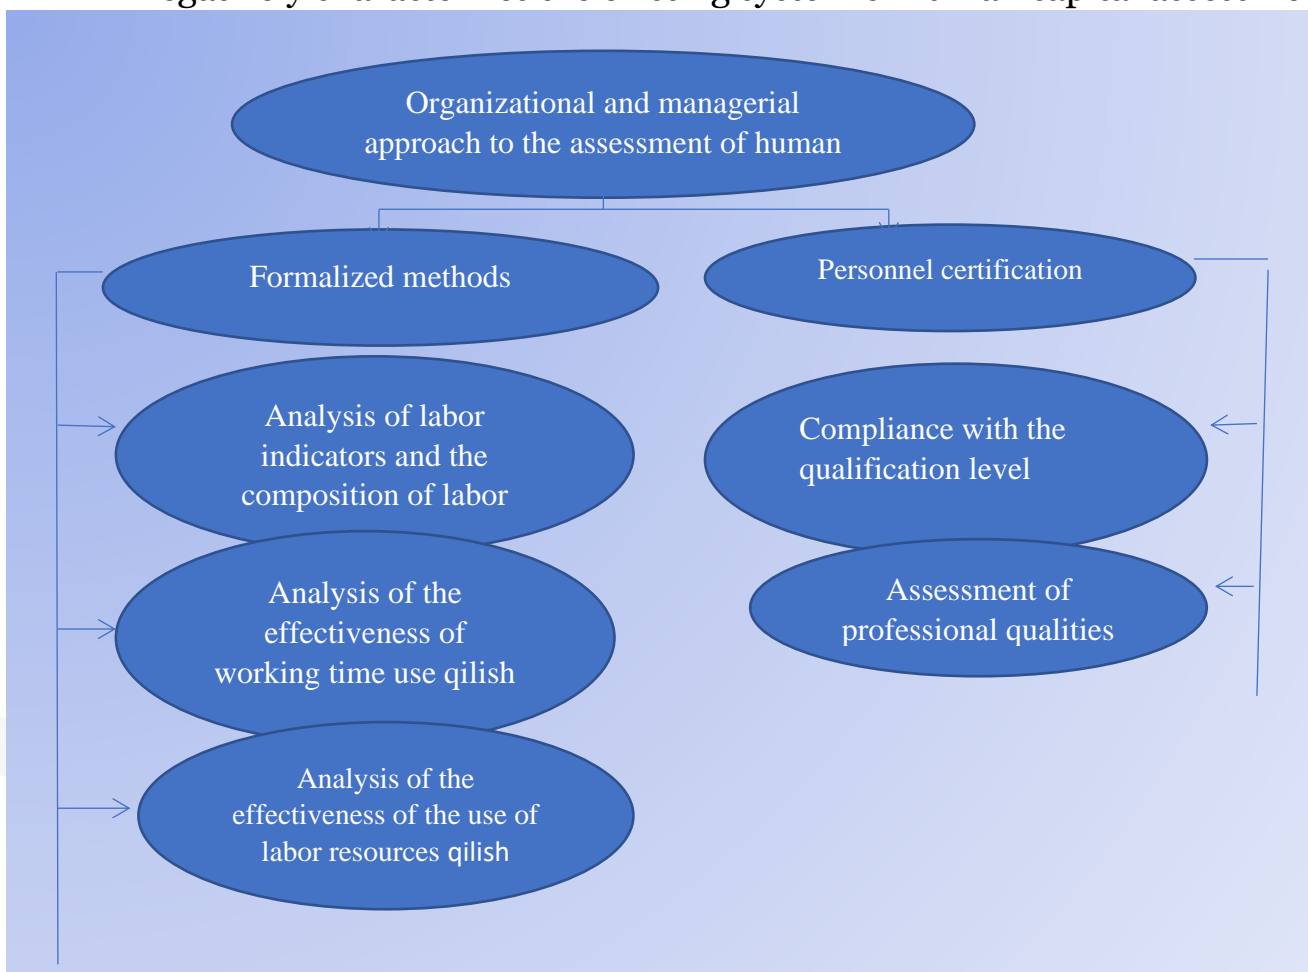 Organizational and managerial
approach to the assessment of human
Formalized methods
Personnel certification
Analysis of labor
indicators and the
composition of labor
Compliance with the
qualification level
Analysis of the
effectiveness of
working time use qilish
Assessment of
professional qualities
Analysis of the
effectiveness of the use of
labor resources qilish